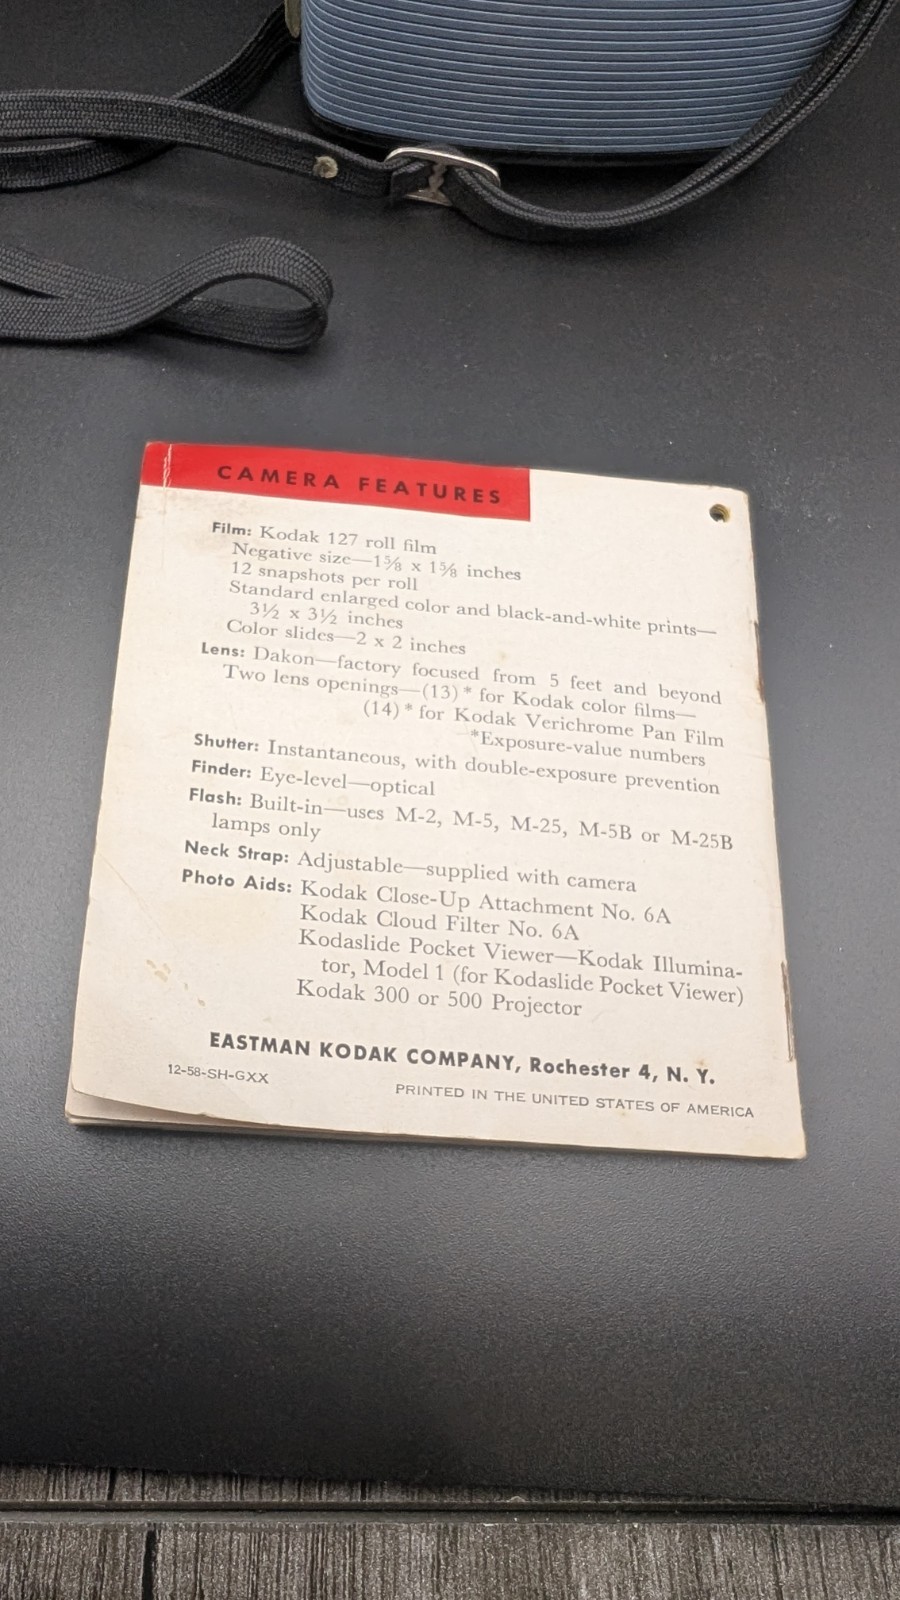 CAMERA FEATURES
Film: Kodak 127 roll film
Negative size—1⅝ x 1⅝ inches
12 snapshots per roll
Standard enlarged color and black-and-white prints—
3½ x 3½ inches
Color slides—2 x 2 inches
Lens: Dakon—factory focused from 5 feet and beyond
Two lens openings—(13)* for Kodak color films—
(14)* for Kodak Verichrome Pan Film
*Exposure-value numbers
Shutter: Instantaneous, with double-exposure prevention
Finder: Eye-level—optical
Flash: Built-in—uses M-2, M-5, M-25, M-5B or M-25B
lamps only
Neck Strap: Adjustable—supplied with camera
Photo Aids: Kodak Close-Up Attachment No. 6A
Kodak Cloud Filter No. 6A
Kodaslide Pocket Viewer—Kodak Illumina-
tor, Model 1 (for Kodaslide Pocket Viewer)
Kodak 300 or 500 Projector
EASTMAN KODAK COMPANY, Rochester 4, N. Y.
12-58-SH-GXX
PRINTED IN THE UNITED STATES OF AMERICA